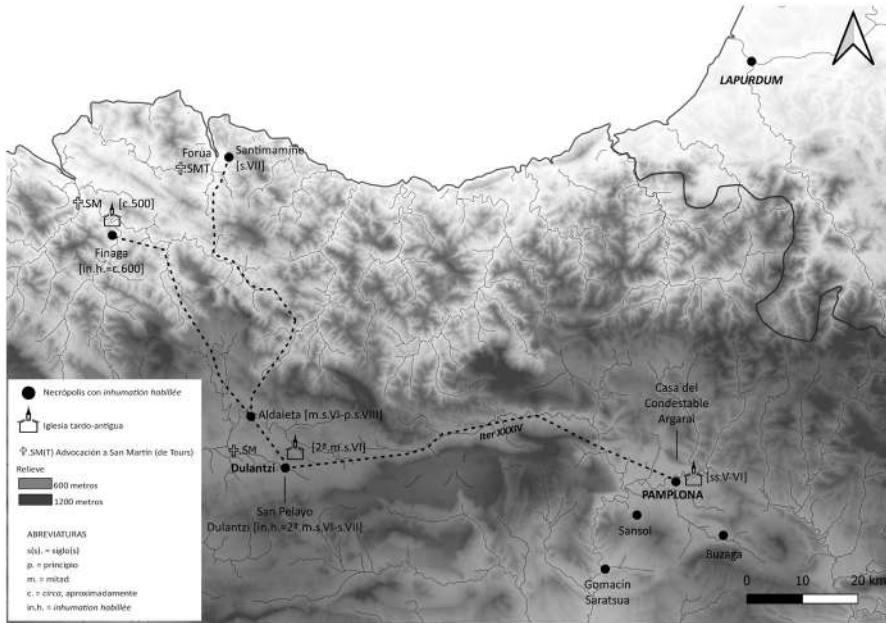 LAPURDUM
Forua
SMT
Santimamiñe
[s.VII]
.SM
[c.500]
Finaga
[in.h.=c.600]
Aldaieta [m.s.VI-p.s.VIII]
.SM
[2ª.m.s.VI]
Dulantzi
San Pelayo
Dulantzi [in.h.=2ª.m.s.VI-s.VII]
Iter XXXIV
Casa del
Condestable
Argarai
[ss.V-VI]
PAMPLONA
Sansol
Buzaga
Gomacin
Saratsua
0 10 20 km
Necrópolis con inhumation habillée
Iglesia tardo-antigua
.SM(T) Advocación a San Martín (de Tours)
Relieve
600 metros
1200 metros
ABREVIATURAS
s(s). = siglo(s)
p. = principio
m. = mitad
c. = circa, aproximadamente
in.h. = inhumation habillée